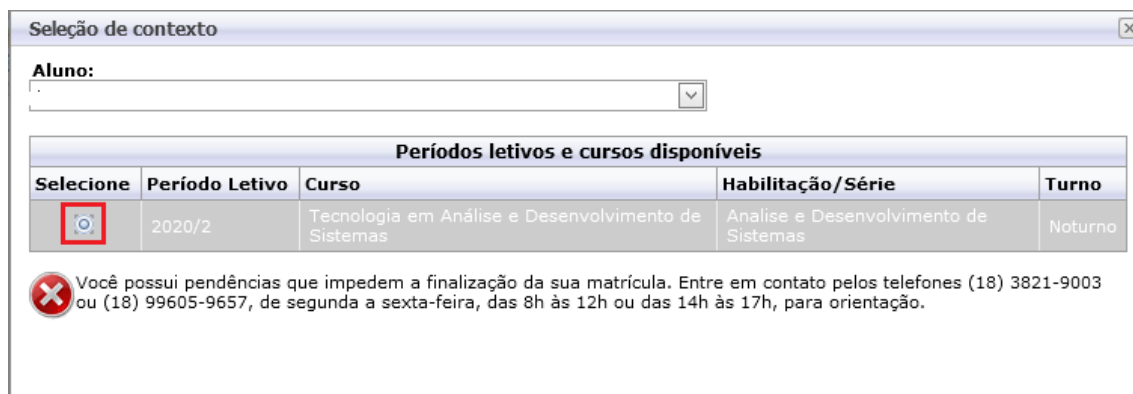 Seleção de contexto
Aluno:
Períodos letivos e cursos disponíveis
Selecione Período Letivo Curso Habilitação/Série Turno
2020/2 Tecnologia em Análise e Desenvolvimento de Sistemas Analise e Desenvolvimento de Sistemas Noturno
Você possui pendências que impedem a finalização da sua matrícula. Entre em contato pelos telefones (18) 3821-9003
ou (18) 99605-9657, de segunda a sexta-feira, das 8h às 12h ou das 14h às 17h, para orientação.